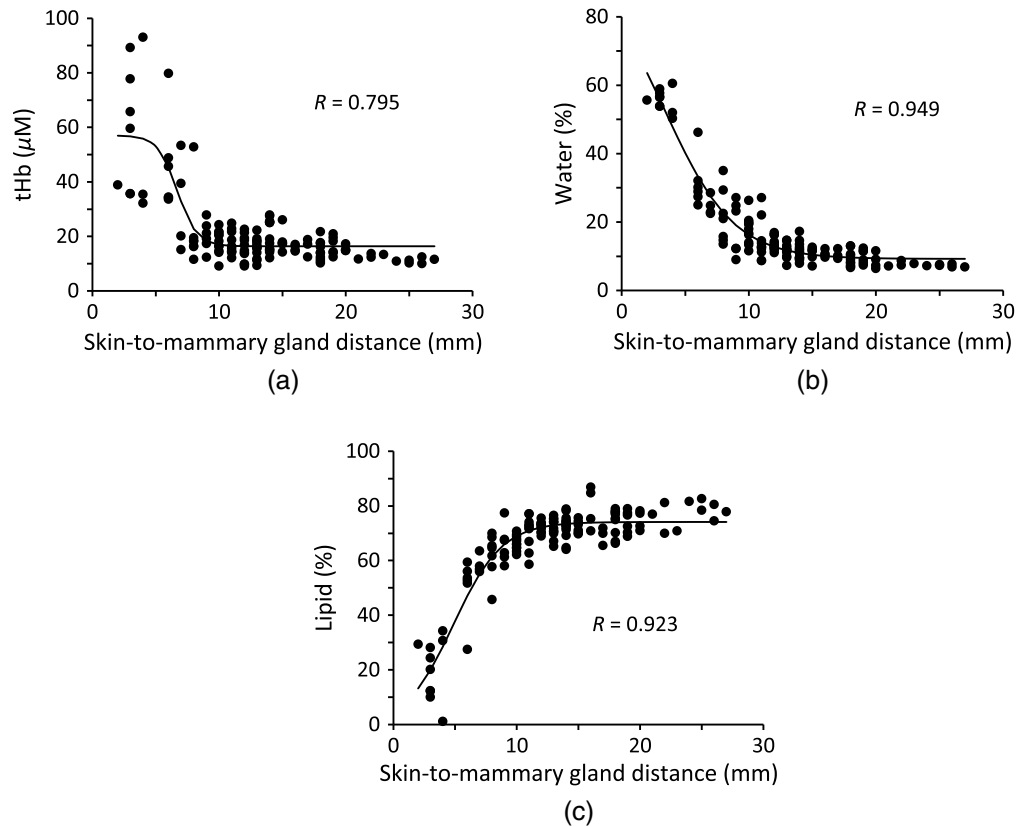 100
80
60
40
20
0
tHb (μM)
R = 0.795
0 10 20 30
Skin-to-mammary gland distance (mm)
(a)
80
60
40
20
0
Water (%)
R = 0.949
0 10 20 30
Skin-to-mammary gland distance (mm)
(b)
100
80
60
40
20
0
Lipid (%)
R = 0.923
0 10 20 30
Skin-to-mammary gland distance (mm)
(c)